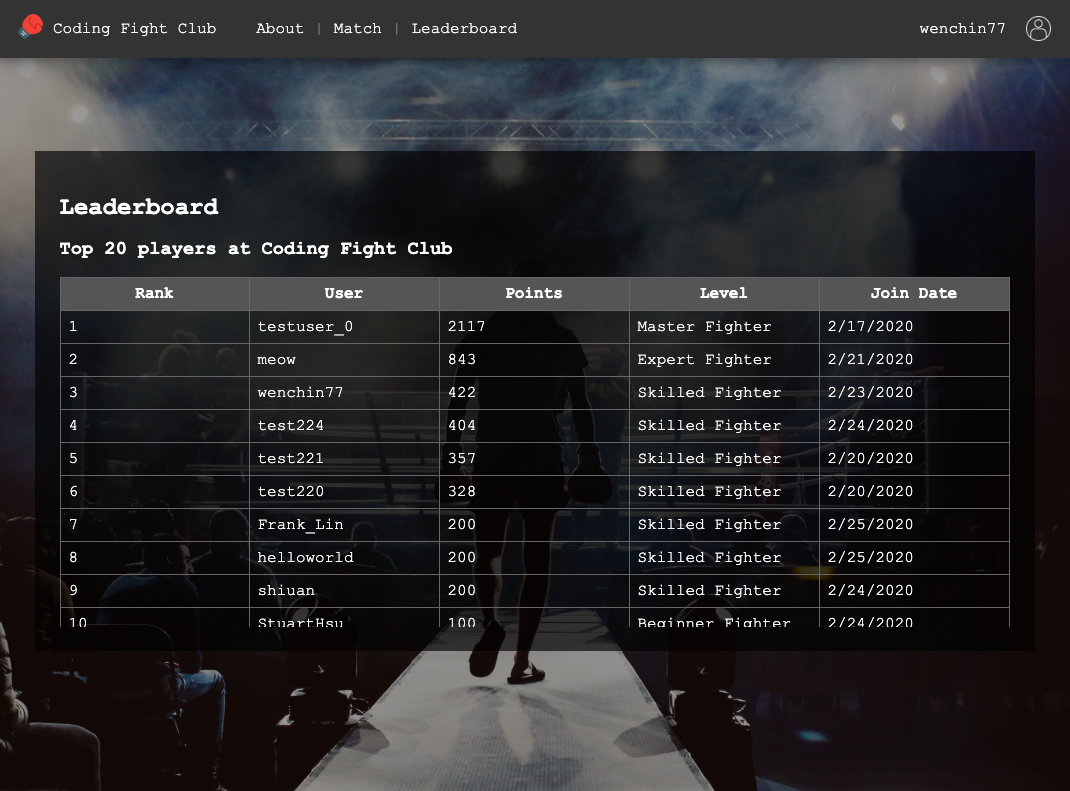 Coding Fight Club About | Match | Leaderboard wenchin77
Leaderboard
Top 20 players at Coding Fight Club
Rank User Points Level Join Date
1 testuser_0 2117 Master Fighter 2/17/2020
2 meow 843 Expert Fighter 2/21/2020
3 wenchin77 422 Skilled Fighter 2/23/2020
4 test224 404 Skilled Fighter 2/24/2020
5 test221 357 Skilled Fighter 2/20/2020
6 test220 328 Skilled Fighter 2/20/2020
7 Frank_Lin 200 Skilled Fighter 2/25/2020
8 helloworld 200 Skilled Fighter 2/25/2020
9 shiuan 200 Skilled Fighter 2/24/2020
10 StuartHsu 100 Beginner Fighter 2/24/2020